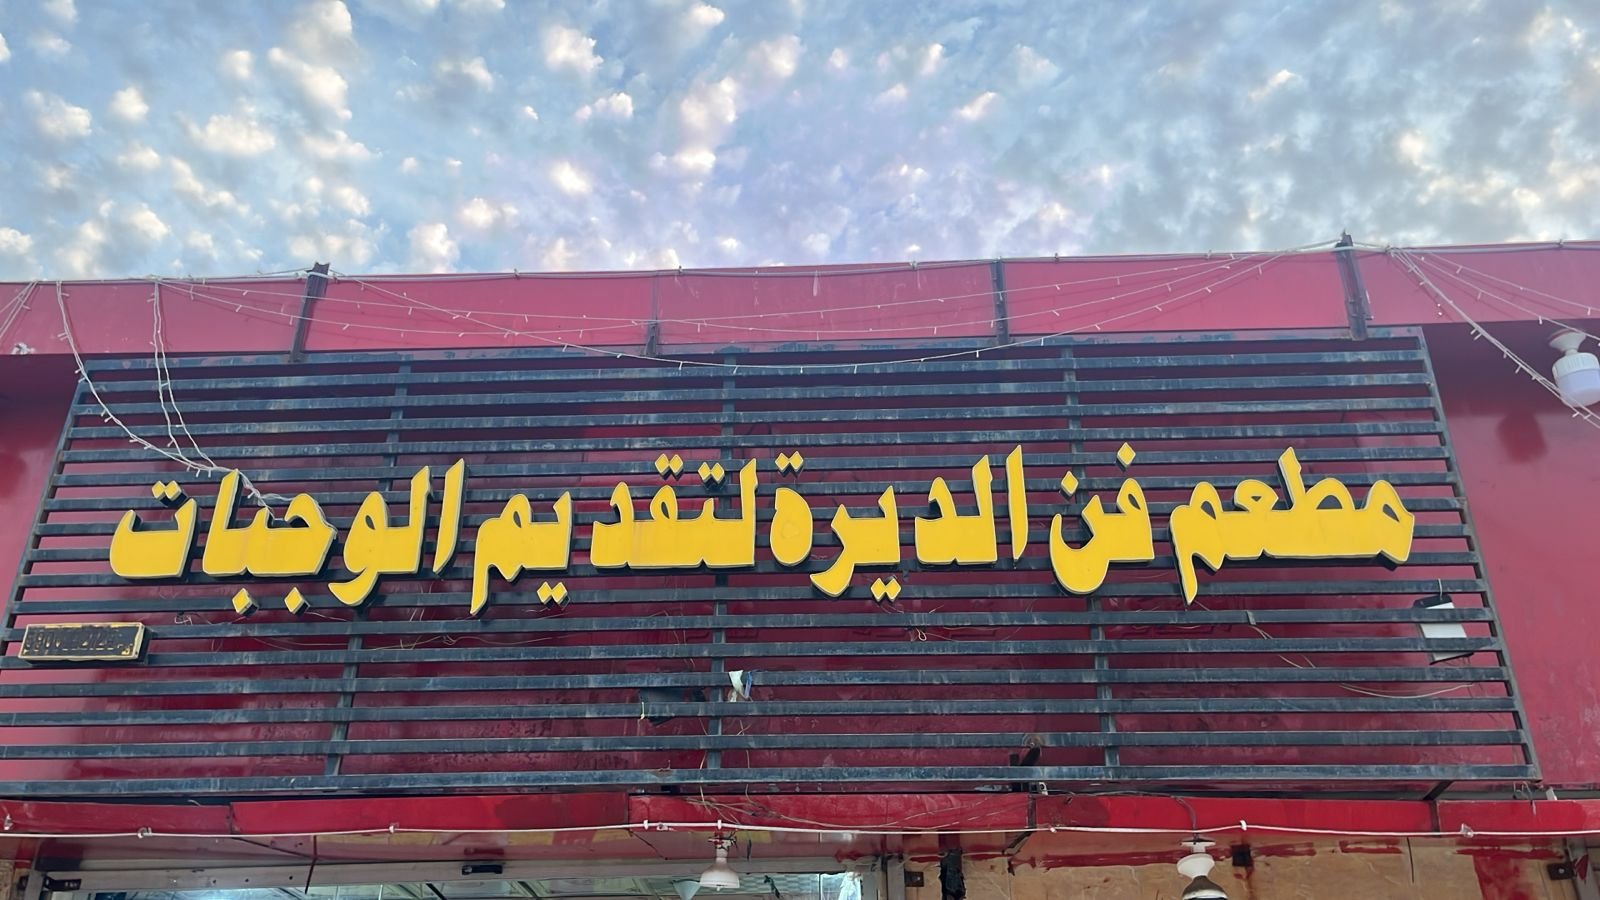 مطعم فن الديرة لتقديم الوجبات